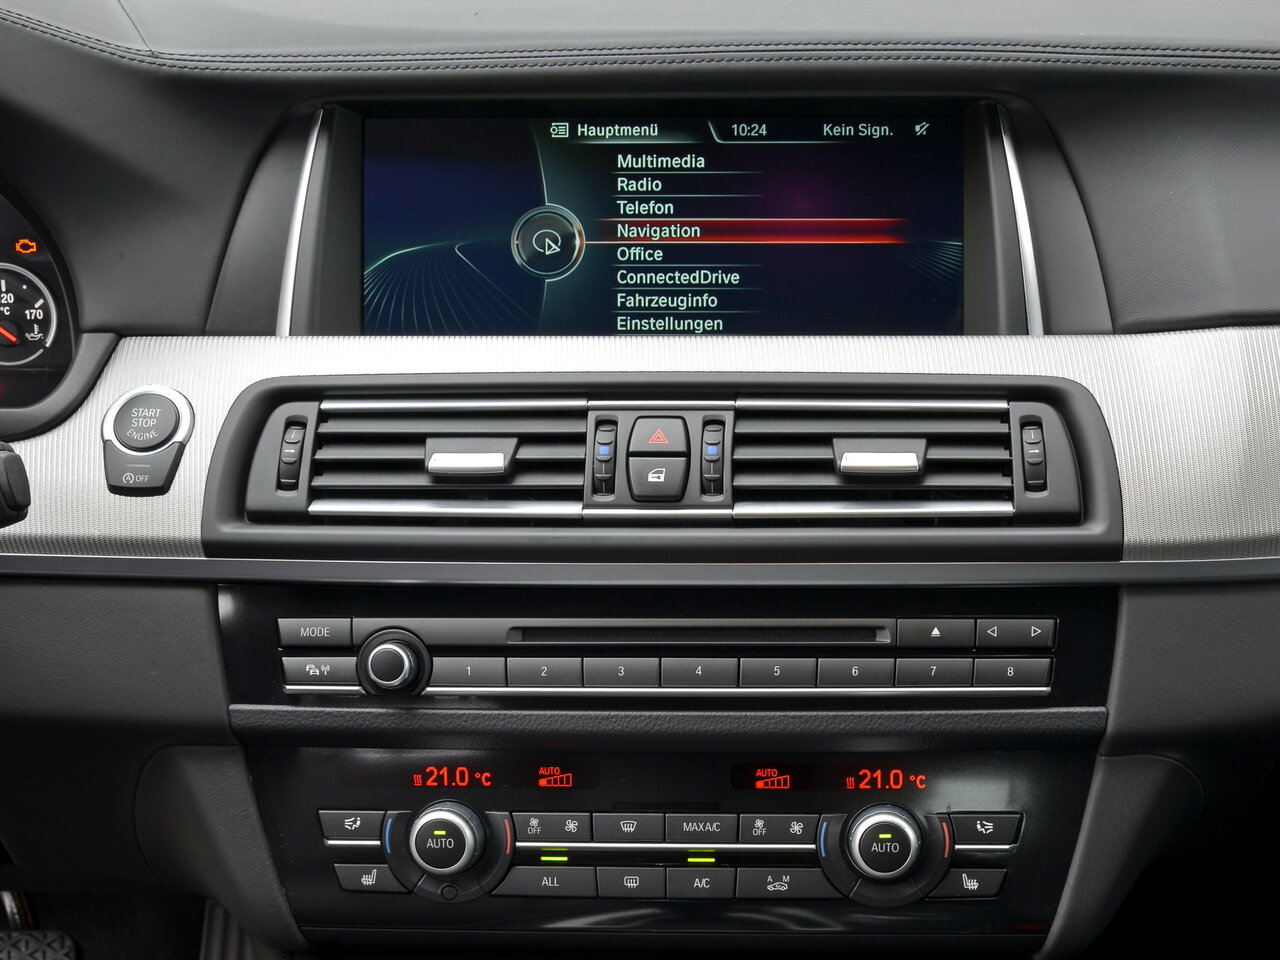 Hauptmenü 10:24 Kein Sign.
Multimedia
Radio
Telefon
Navigation
Office
ConnectedDrive
Fahrzeuginfo
Einstellungen
20
°C
170
START
STOP
ENGINE
A OFF
MODE
1 2 3 4 5 6 7 8
21.0 °C AUTO AUTO 21.0 °C
OFF MAX A/C OFF
AUTO AUTO
ALL A/C A M